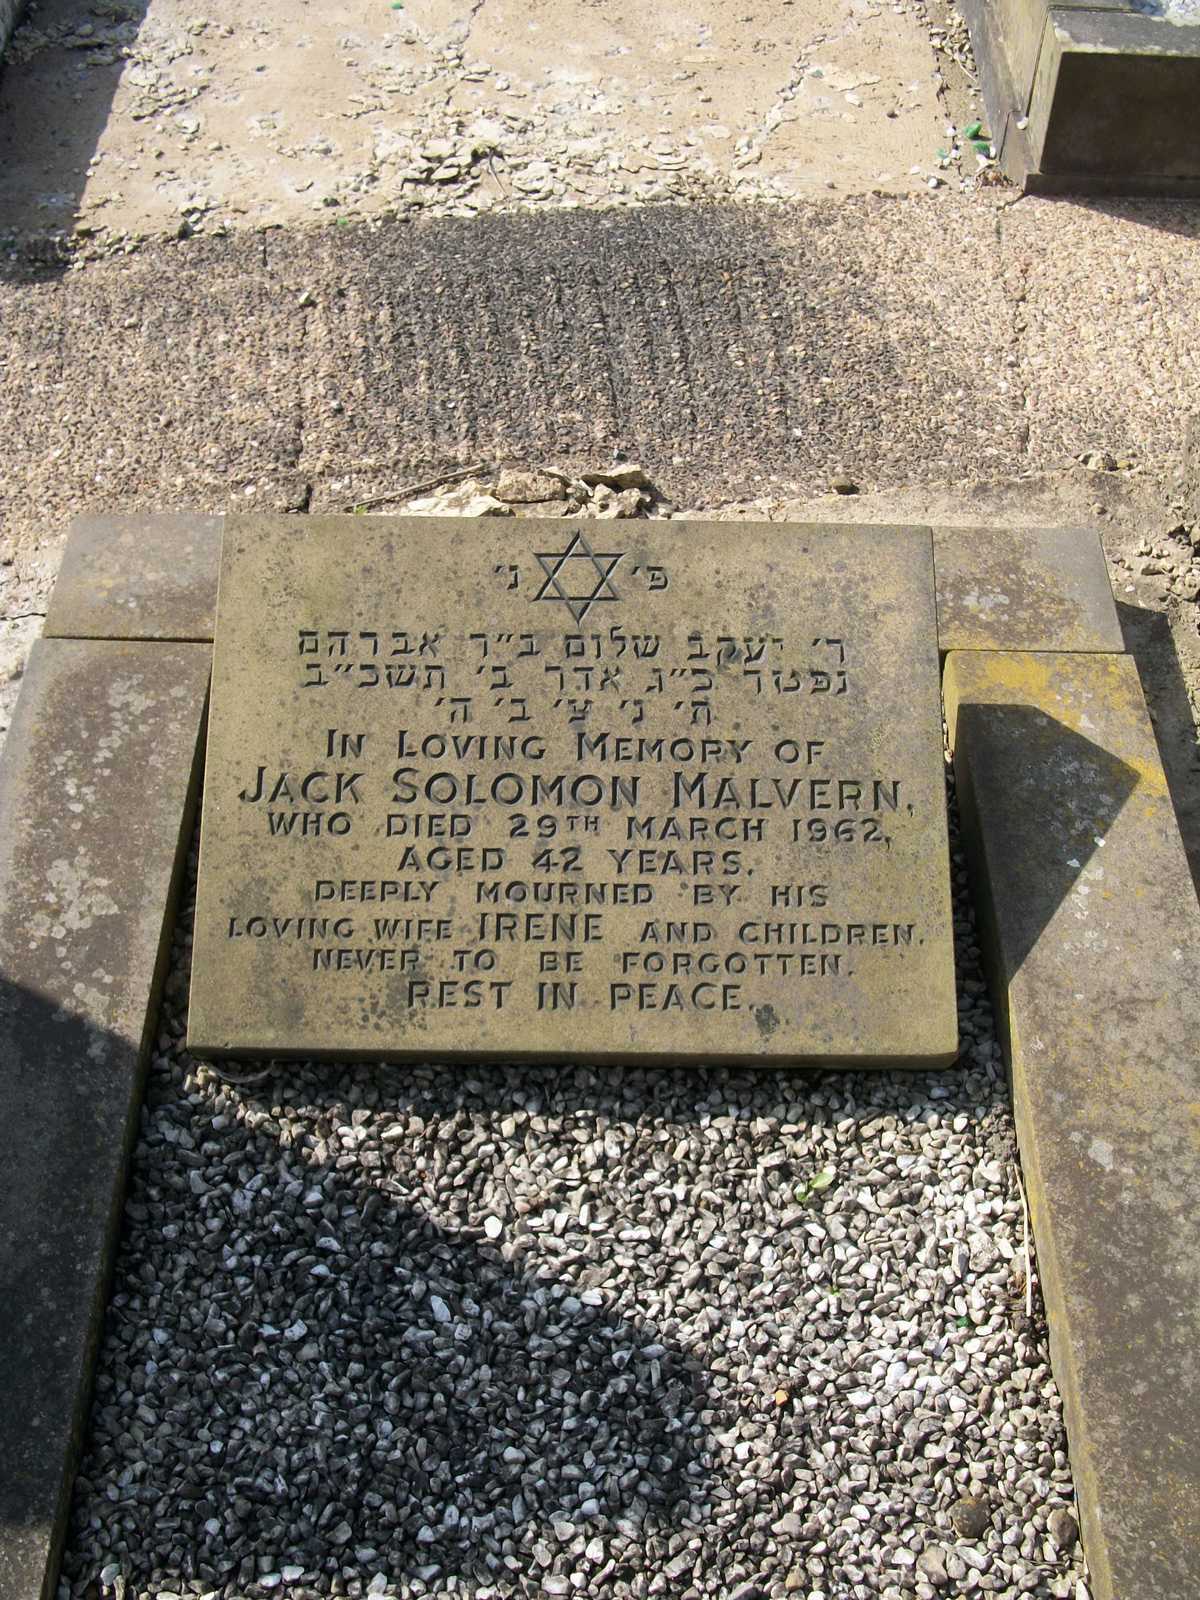 פ' נ'
ר' יעקב שלום ב"ר אברהם
נפטר כ"ג אדר ב' תשכ"ב
ת' נ' צ' ב' ה'
IN LOVING MEMORY OF
JACK SOLOMON MALVERN,
WHO DIED 29TH MARCH 1962,
AGED 42 YEARS.
DEEPLY MOURNED BY HIS
LOVING WIFE IRENE AND CHILDREN.
NEVER TO BE FORGOTTEN.
REST IN PEACE.